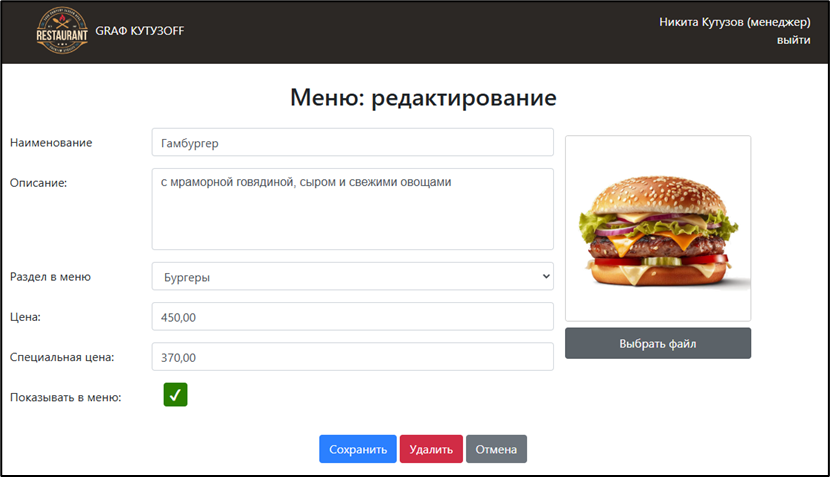 RESTAURANT
GRAФ КУТУЗОFF
Никита Кутузов (менеджер)
выйти
Меню: редактирование
Наименование
Гамбургер
Описание:
с мраморной говядиной, сыром и свежими овощами
Раздел в меню
Бургеры
Цена:
450,00
Специальная цена:
370,00
Показывать в меню:
Выбрать файл
Сохранить
Удалить
Отмена